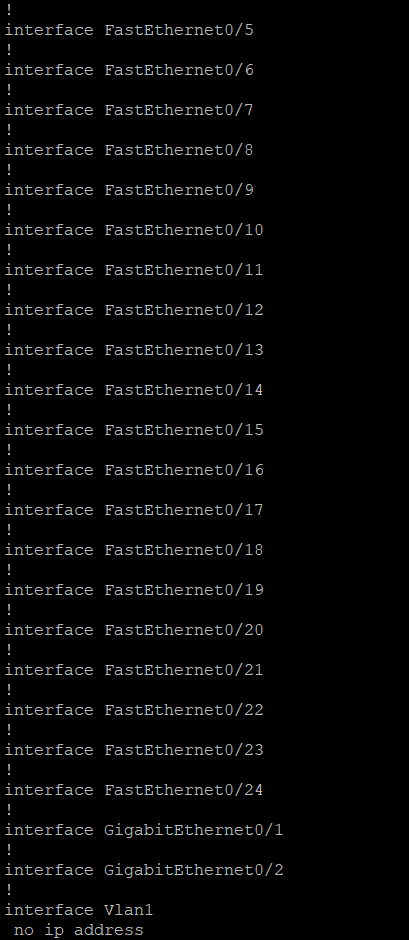 !
interface FastEthernet0/5
!
interface FastEthernet0/6
!
interface FastEthernet0/7
!
interface FastEthernet0/8
!
interface FastEthernet0/9
!
interface FastEthernet0/10
!
interface FastEthernet0/11
!
interface FastEthernet0/12
!
interface FastEthernet0/13
!
interface FastEthernet0/14
!
interface FastEthernet0/15
!
interface FastEthernet0/16
!
interface FastEthernet0/17
!
interface FastEthernet0/18
!
interface FastEthernet0/19
!
interface FastEthernet0/20
!
interface FastEthernet0/21
!
interface FastEthernet0/22
!
interface FastEthernet0/23
!
interface FastEthernet0/24
!
interface GigabitEthernet0/1
!
interface GigabitEthernet0/2
!
interface Vlan1
 no ip address